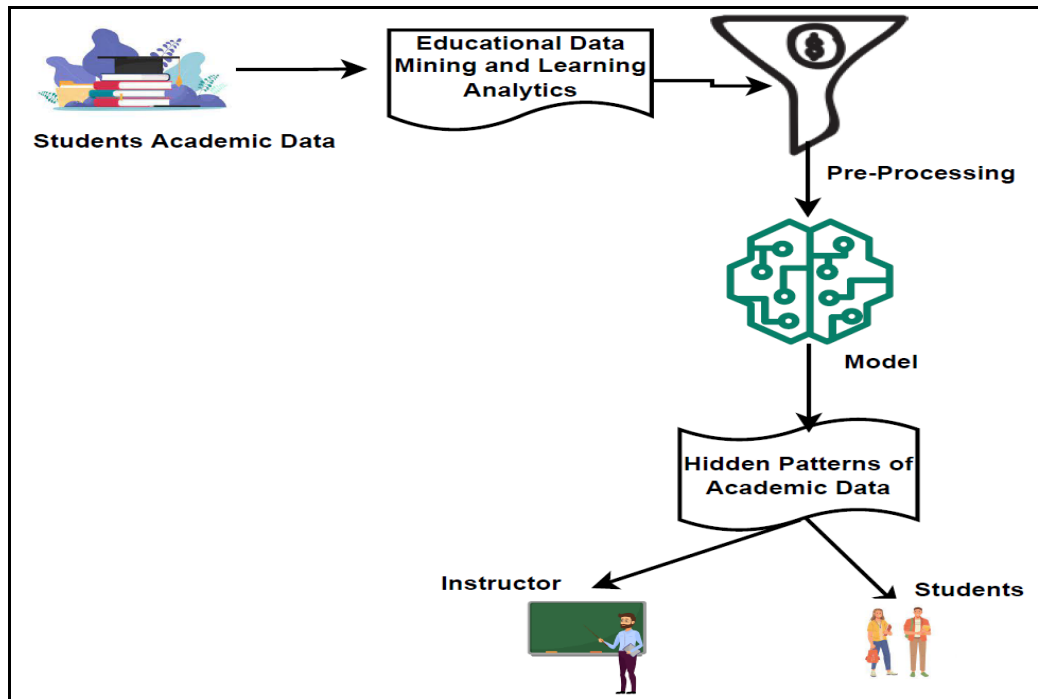 Educational Data
Mining and Learning
Analytics
$
Students Academic Data
Pre-Processing
Model
Hidden Patterns of
Academic Data
Instructor
Students